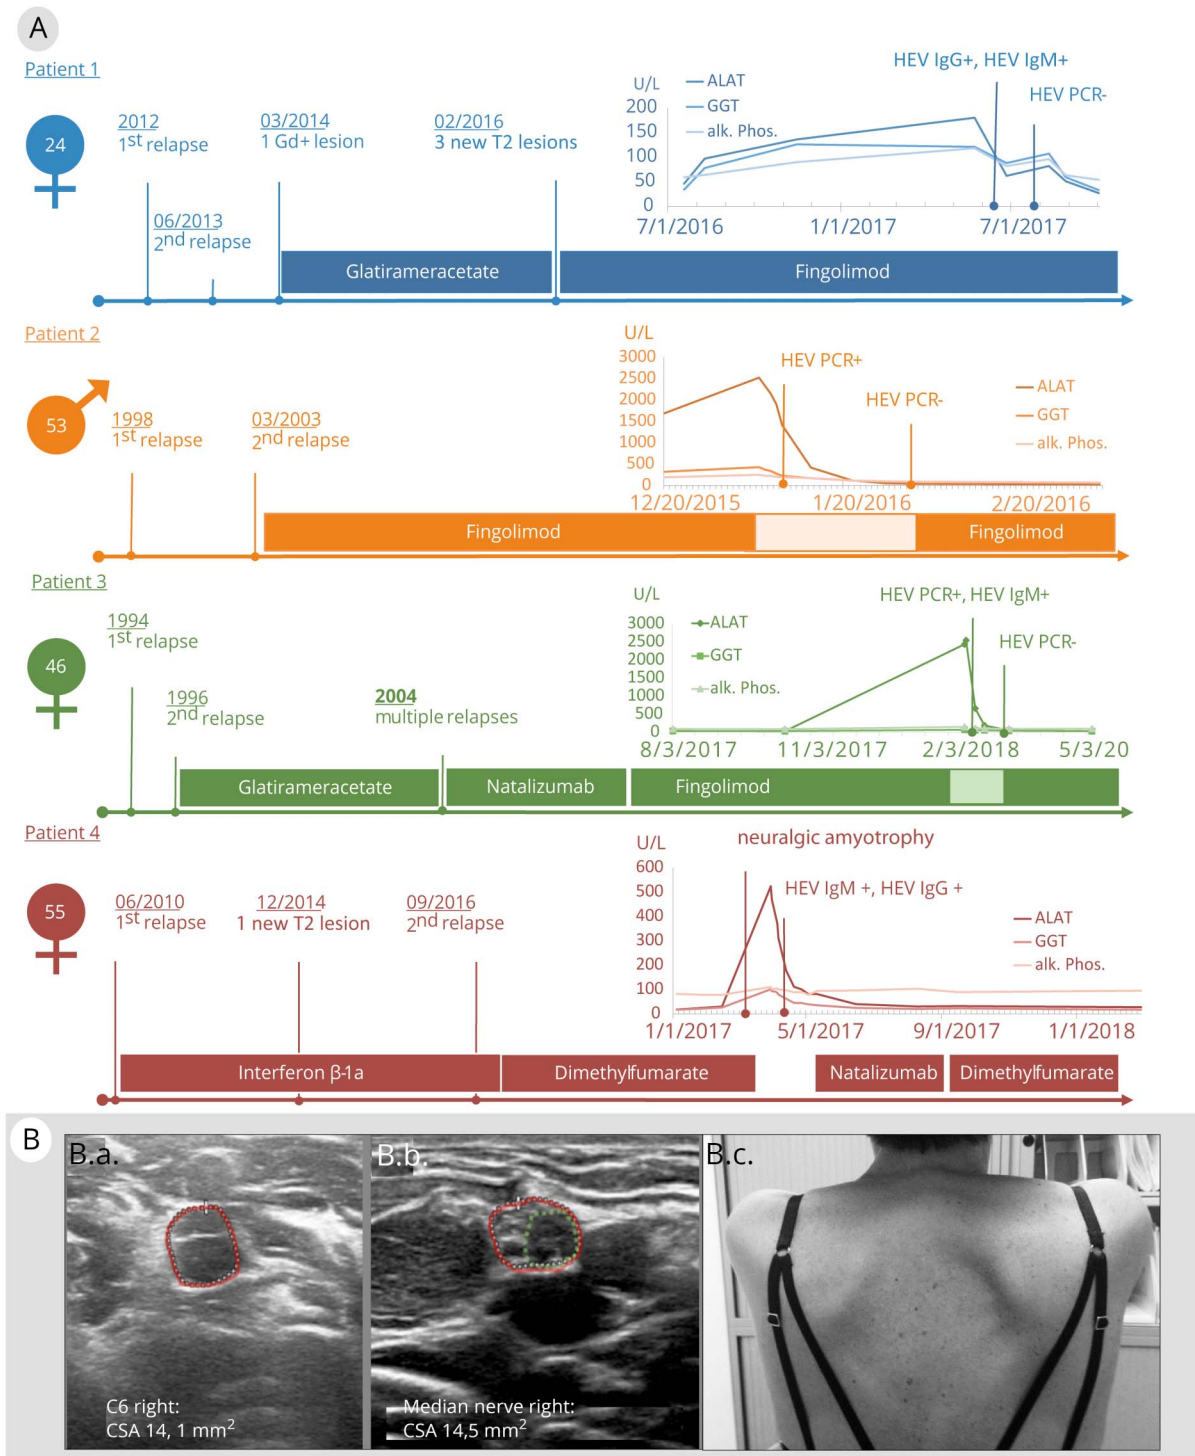 A
Patient 1
24
2012
1st relapse
06/2013
2nd relapse
03/2014
1 Gd+ lesion
02/2016
3 new T2 lesions
HEV IgG+, HEV IgM+
HEV PCR-
U/L
ALAT
GGT
alk. Phos.
200
150
100
50
0
7/1/2016
1/1/2017
7/1/2017
Glatirameracetate
Fingolimod
Patient 2
53
1998
1st relapse
03/2003
2nd relapse
U/L
3000
2500
2000
1500
1000
500
0
HEV PCR+
HEV PCR-
ALAT
GGT
alk. Phos.
12/20/2015
1/20/2016
2/20/2016
Fingolimod
Fingolimod
Patient 3
46
1994
1st relapse
1996
2nd relapse
2004
multiple relapses
U/L
HEV PCR+, HEV IgM+
HEV PCR-
3000
2500
2000
1500
1000
500
0
ALAT
GGT
alk. Phos.
8/3/2017
11/3/2017
2/3/2018
5/3/20
Glatirameracetate
Natalizumab
Fingolimod
Patient 4
55
06/2010
1st relapse
12/2014
1 new T2 lesion
09/2016
2nd relapse
U/L
neuralgic amyotrophy
HEV IgM +, HEV IgG +
600
500
400
300
200
100
0
ALAT
GGT
alk. Phos.
1/1/2017
5/1/2017
9/1/2017
1/1/2018
Interferon β-1a
Dimethylfumarate
Natalizumab
Dimethylfumarate
B
B.a.
C6 right:
CSA 14, 1 mm2
B.b.
Median nerve right:
CSA 14,5 mm2
B.c.